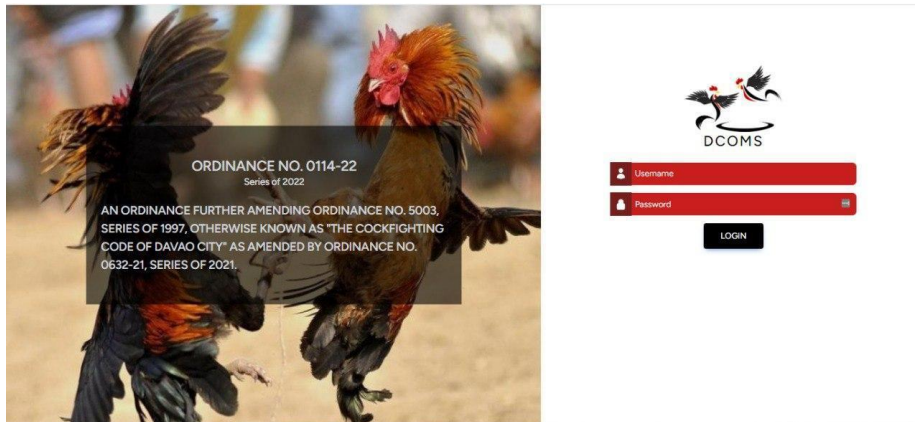 ORDINANCE NO. 0114-22
Series of 2022
AN ORDINANCE FURTHER AMENDING ORDINANCE NO. 5003,
SERIES OF 1997, OTHERWISE KNOWN AS "THE COCKFIGHTING
CODE OF DAVAO CITY" AS AMENDED BY ORDINANCE NO.
0632-21, SERIES OF 2021.
DCOMS
Username
Password
LOGIN